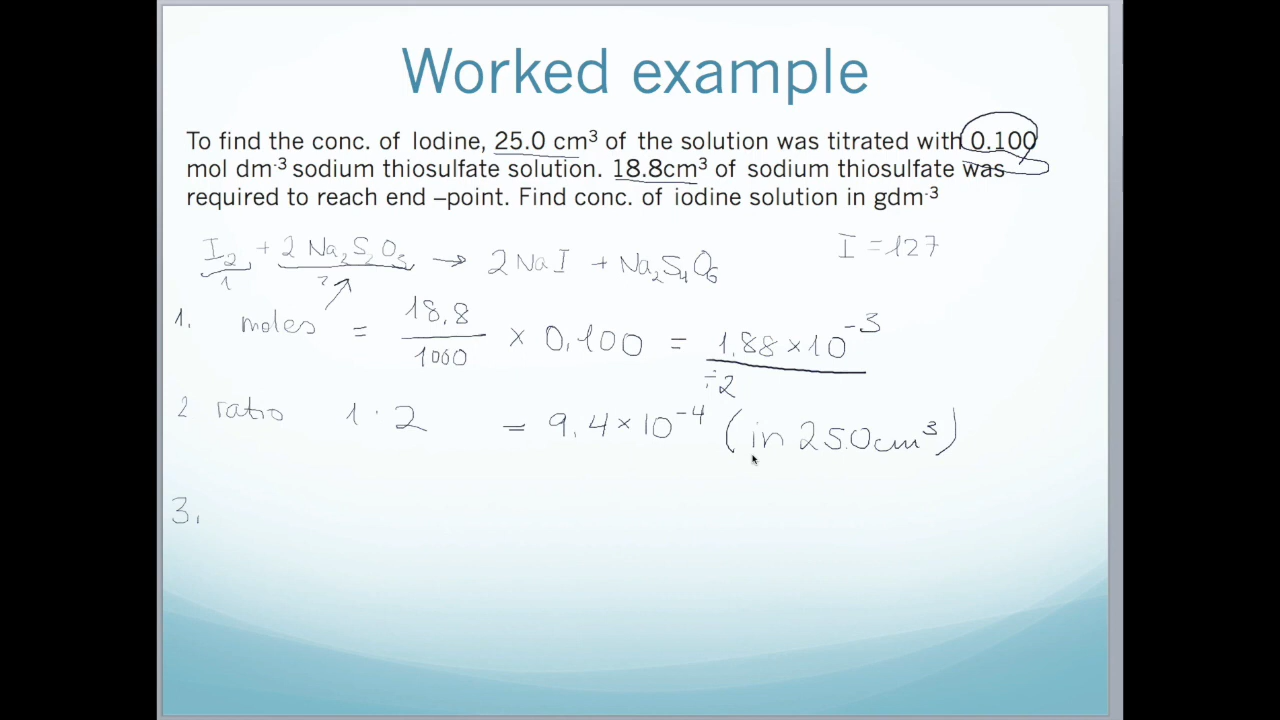 Worked example
To find the conc. of Iodine, 25.0 cm³ of the solution was titrated with 0.100
mol dm⁻³ sodium thiosulfate solution. 18.8cm³ of sodium thiosulfate was
required to reach end –point. Find conc. of iodine solution in gdm⁻³
I₂ + 2 Na₂S₂O₃ → 2 NaI + Na₂S₄O₆
I = 127
1 2
1. moles = 18.8/1000 × 0.100 = 1.88 × 10⁻³
÷2
2 ratio 1 : 2 = 9.4 × 10⁻⁴ (in 25.0cm³)
3.